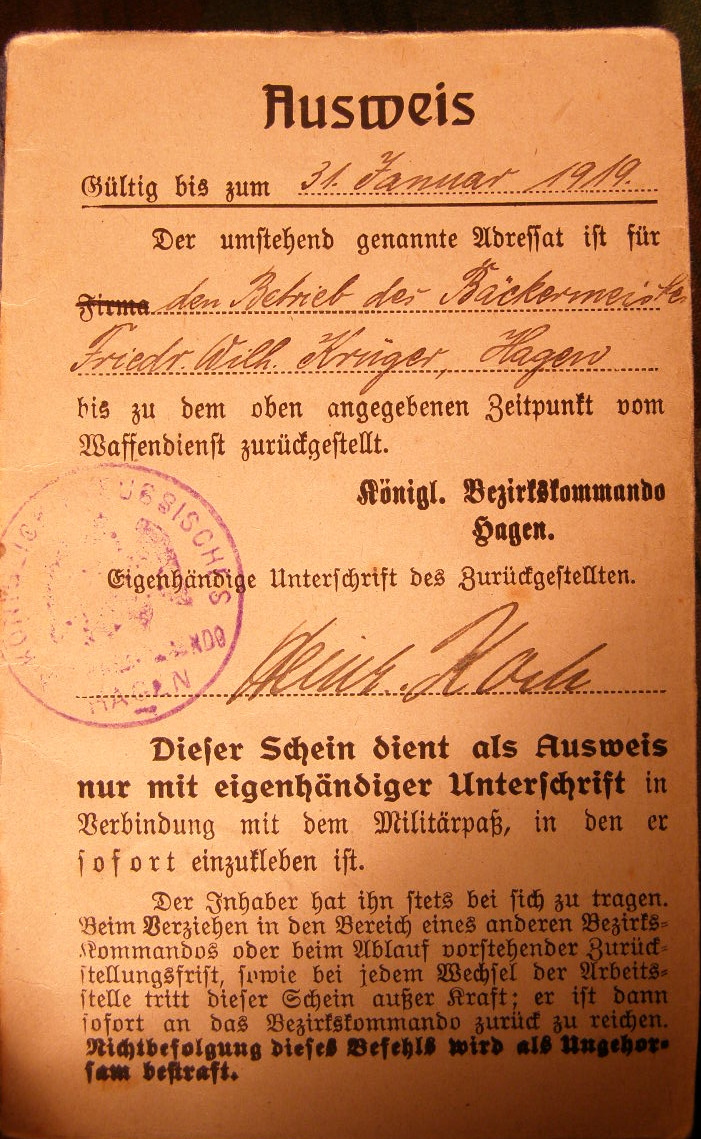 Ausweis
Gültig bis zum 31. Januar 1919.
Der umstehend genannte Adressat ist für
Firma den Betrieb des Bäckermeisters
Friedr. Wilh. Krüger, Hagen
bis zu dem oben angegebenen Zeitpunkt vom
Waffendienst zurückgestellt.
Königl. Bezirkskommando
Hagen.
Eigenhändige Unterschrift des Zurückgestellten.
Heinr. Koch
HAGEN
Dieser Schein dient als Ausweis
nur mit eigenhändiger Unterschrift in
Verbindung mit dem Militärpaß, in den er
sofort einzukleben ist.
Der Inhaber hat ihn stets bei sich zu tragen.
Beim Verziehen in den Bereich eines anderen Bezirks-
Kommandos oder beim Ablauf vorstehender Zurück-
stellungsfrist, sowie bei jedem Wechsel der Arbeits-
stelle tritt dieser Schein außer Kraft; er ist dann
sofort an das Bezirkskommando zurück zu reichen.
Nichtbefolgung dieses Befehls wird als Ungehor-
sam bestraft.